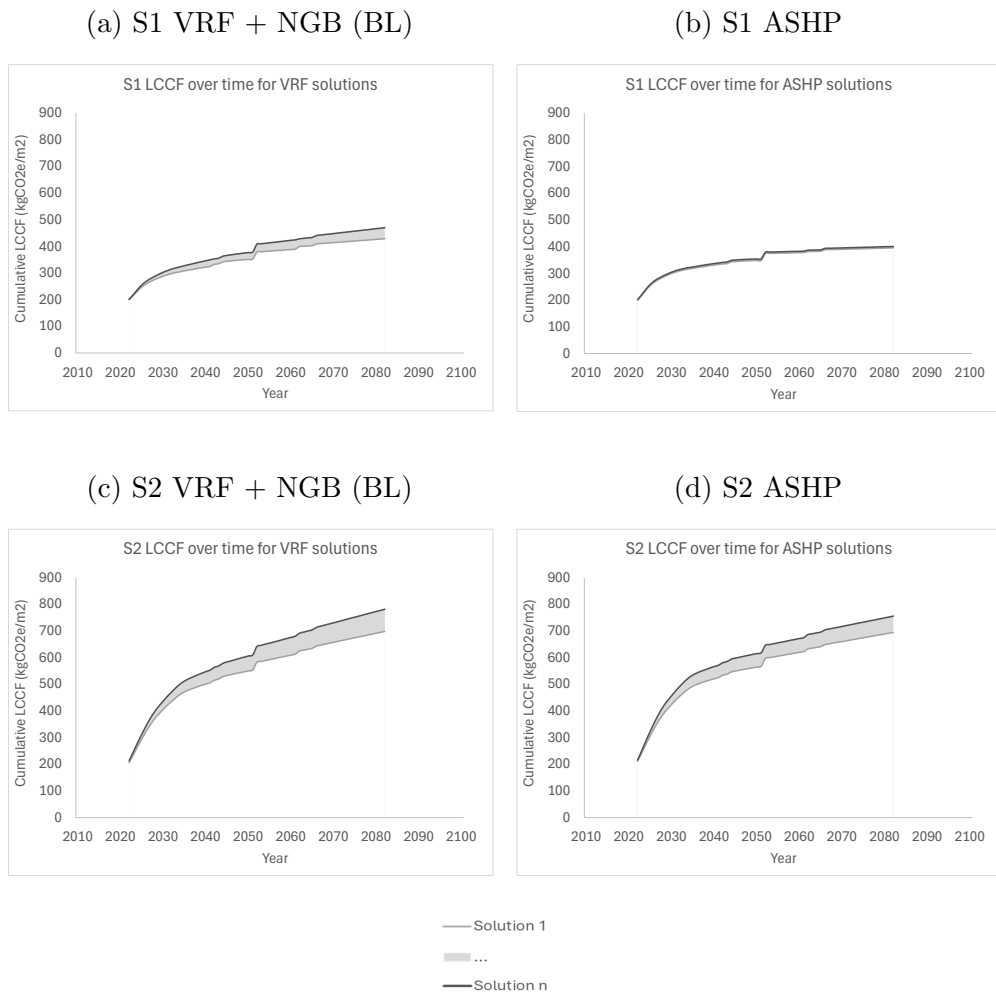 (a) S1 VRF + NGB (BL)
(b) S1 ASHP
S1 LCCF over time for VRF solutions
Cumulative LCCF (kgCO2e/m2)
900
800
700
600
500
400
300
200
100
0
2010 2020 2030 2040 2050 2060 2070 2080 2090 2100
Year
S1 LCCF over time for ASHP solutions
Cumulative LCCF (kgCO2e/m2)
900
800
700
600
500
400
300
200
100
0
2010 2020 2030 2040 2050 2060 2070 2080 2090 2100
Year
(c) S2 VRF + NGB (BL)
(d) S2 ASHP
S2 LCCF over time for VRF solutions
Cumulative LCCF (kgCO2e/m2)
900
800
700
600
500
400
300
200
100
0
2010 2020 2030 2040 2050 2060 2070 2080 2090 2100
Year
S2 LCCF over time for ASHP solutions
Cumulative LCCF (kgCO2e/m2)
900
800
700
600
500
400
300
200
100
0
2010 2020 2030 2040 2050 2060 2070 2080 2090 2100
Year
Solution 1
...
Solution n